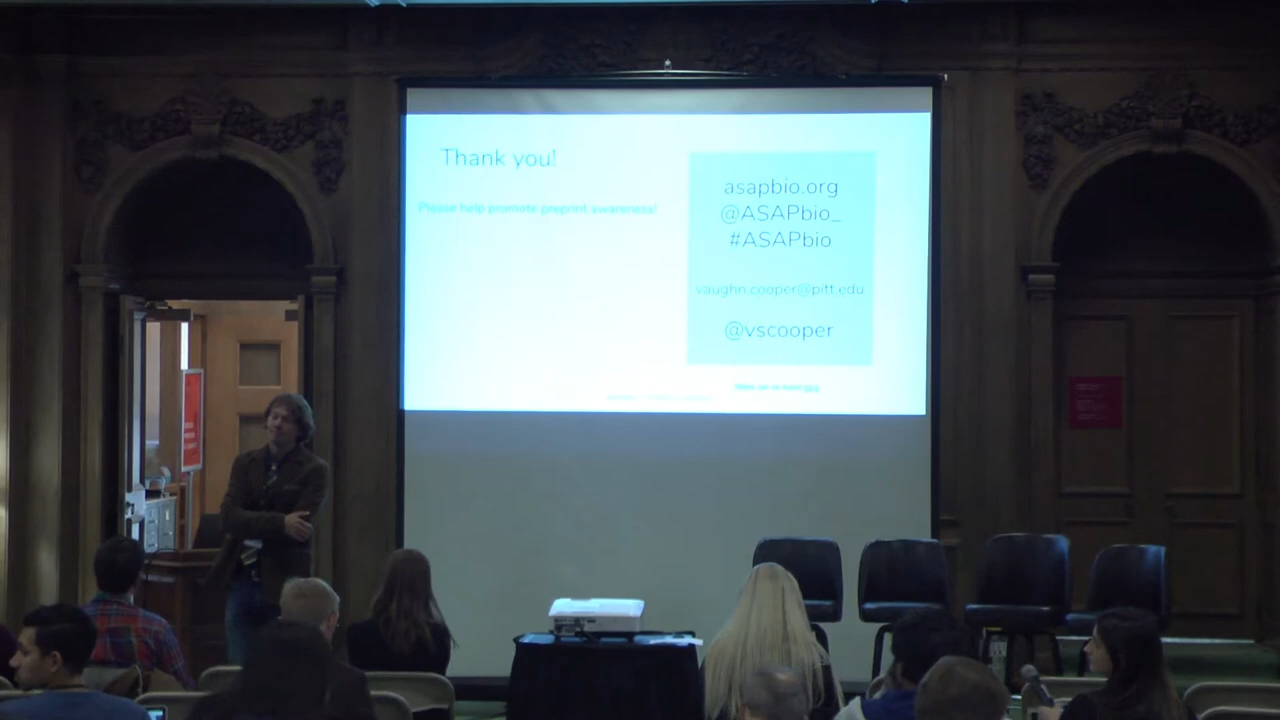 Thank you!
Please help promote preprint awareness!
asapbio.org
@ASAPbio_
#ASAPbio
vaughn.cooper@pitt.edu
@vscooper